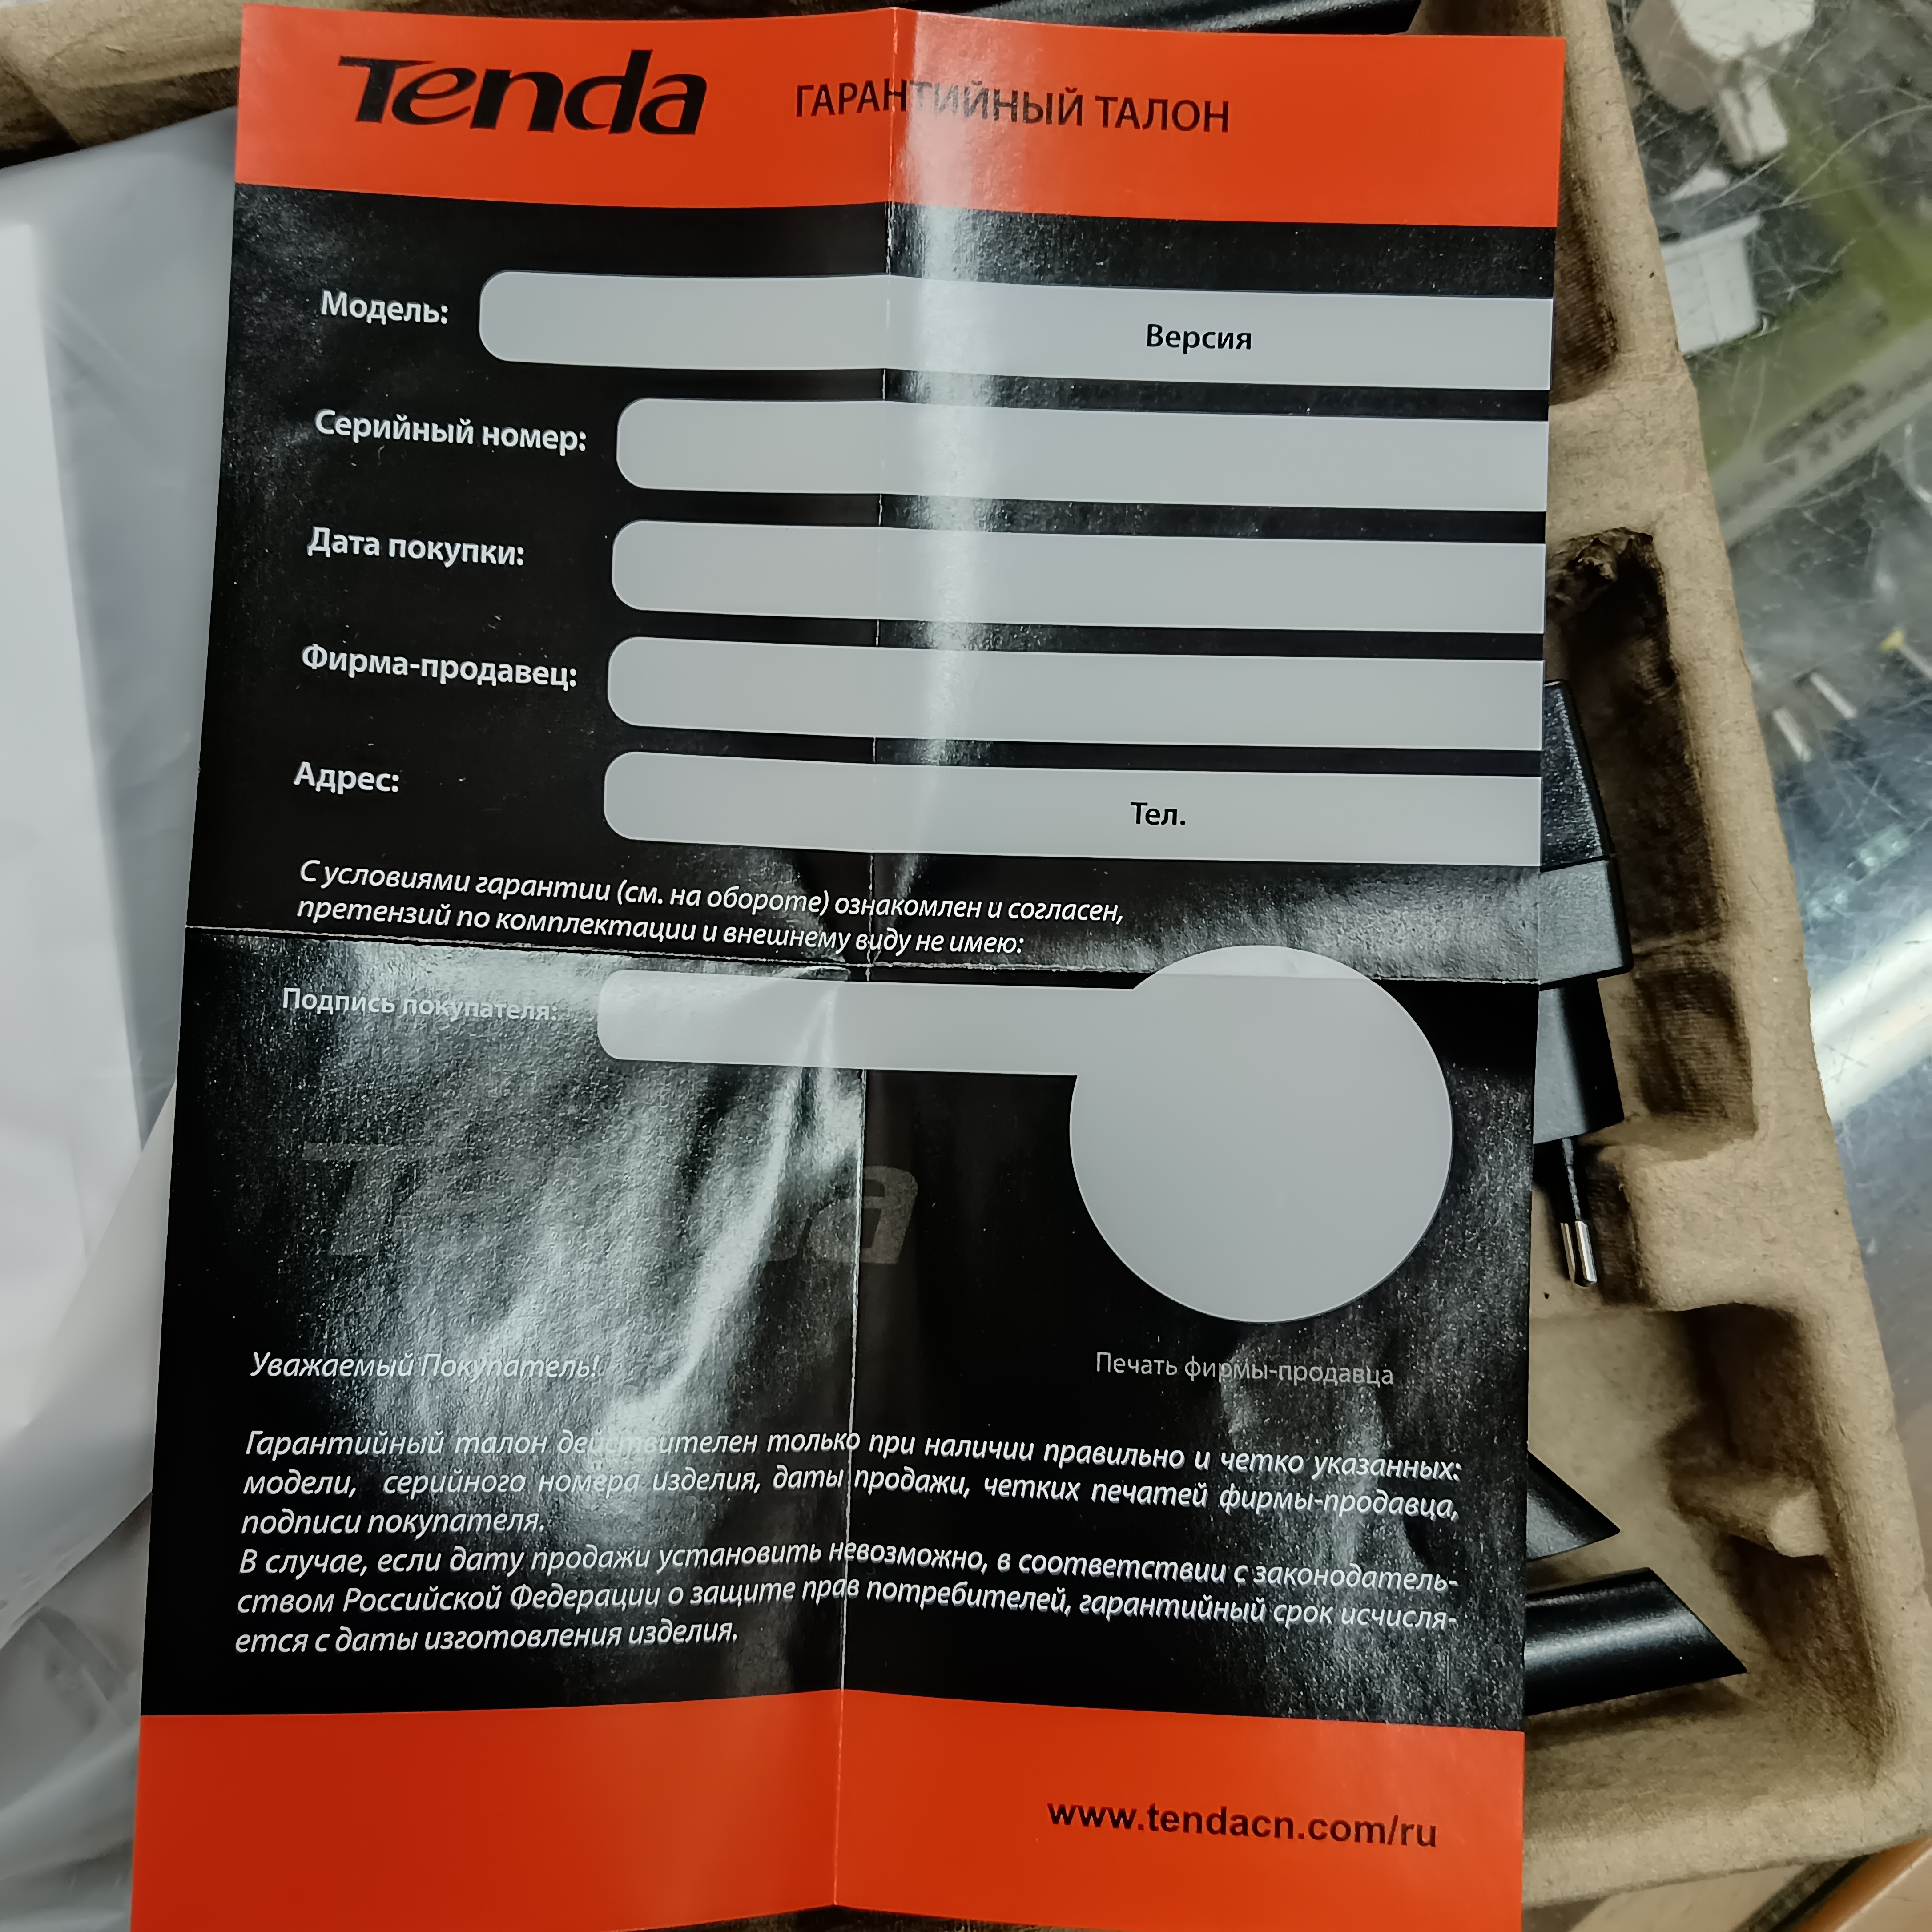 Tenda ГАРАНТИЙНЫЙ ТАЛОН
Модель: Версия
Серийный номер:
Дата покупки:
Фирма-продавец:
Адрес: Тел.
С условиями гарантии (см. на обороте) ознакомлен и согласен,
претензий по комплектации и внешнему виду не имею:
Подпись покупателя:
Tenda
Уважаемый Покупатель!
Печать фирмы-продавца
Гарантийный талон действителен только при наличии правильно и четко указанных:
модели, серийного номера изделия, даты продажи, четких печатей фирмы-продавца,
подписи покупателя.
В случае, если дату продажи установить невозможно, в соответствии с законодатель-
ством Российской Федерации о защите прав потребителей, гарантийный срок исчисля-
ется с даты изготовления изделия.
www.tendacn.com/ru